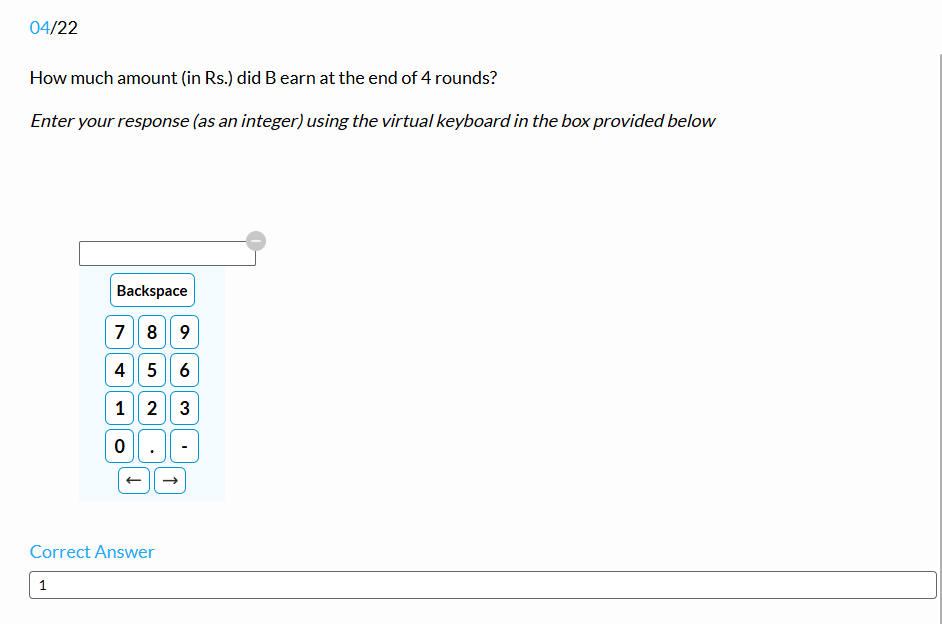 04/22
How much amount (in Rs.) did B earn at the end of 4 rounds?
Enter your response (as an integer) using the virtual keyboard in the box provided below
Backspace
7 8 9
4 5 6
1 2 3
0 . -
← →
Correct Answer
1